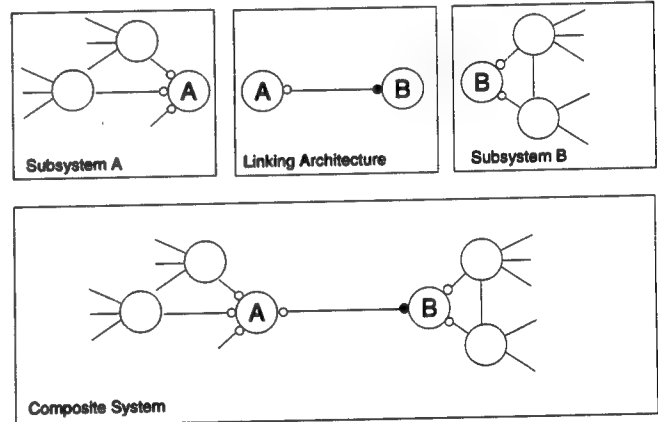 A
Subsystem A
A B
Linking Architecture
B
Subsystem B
A B
Composite System